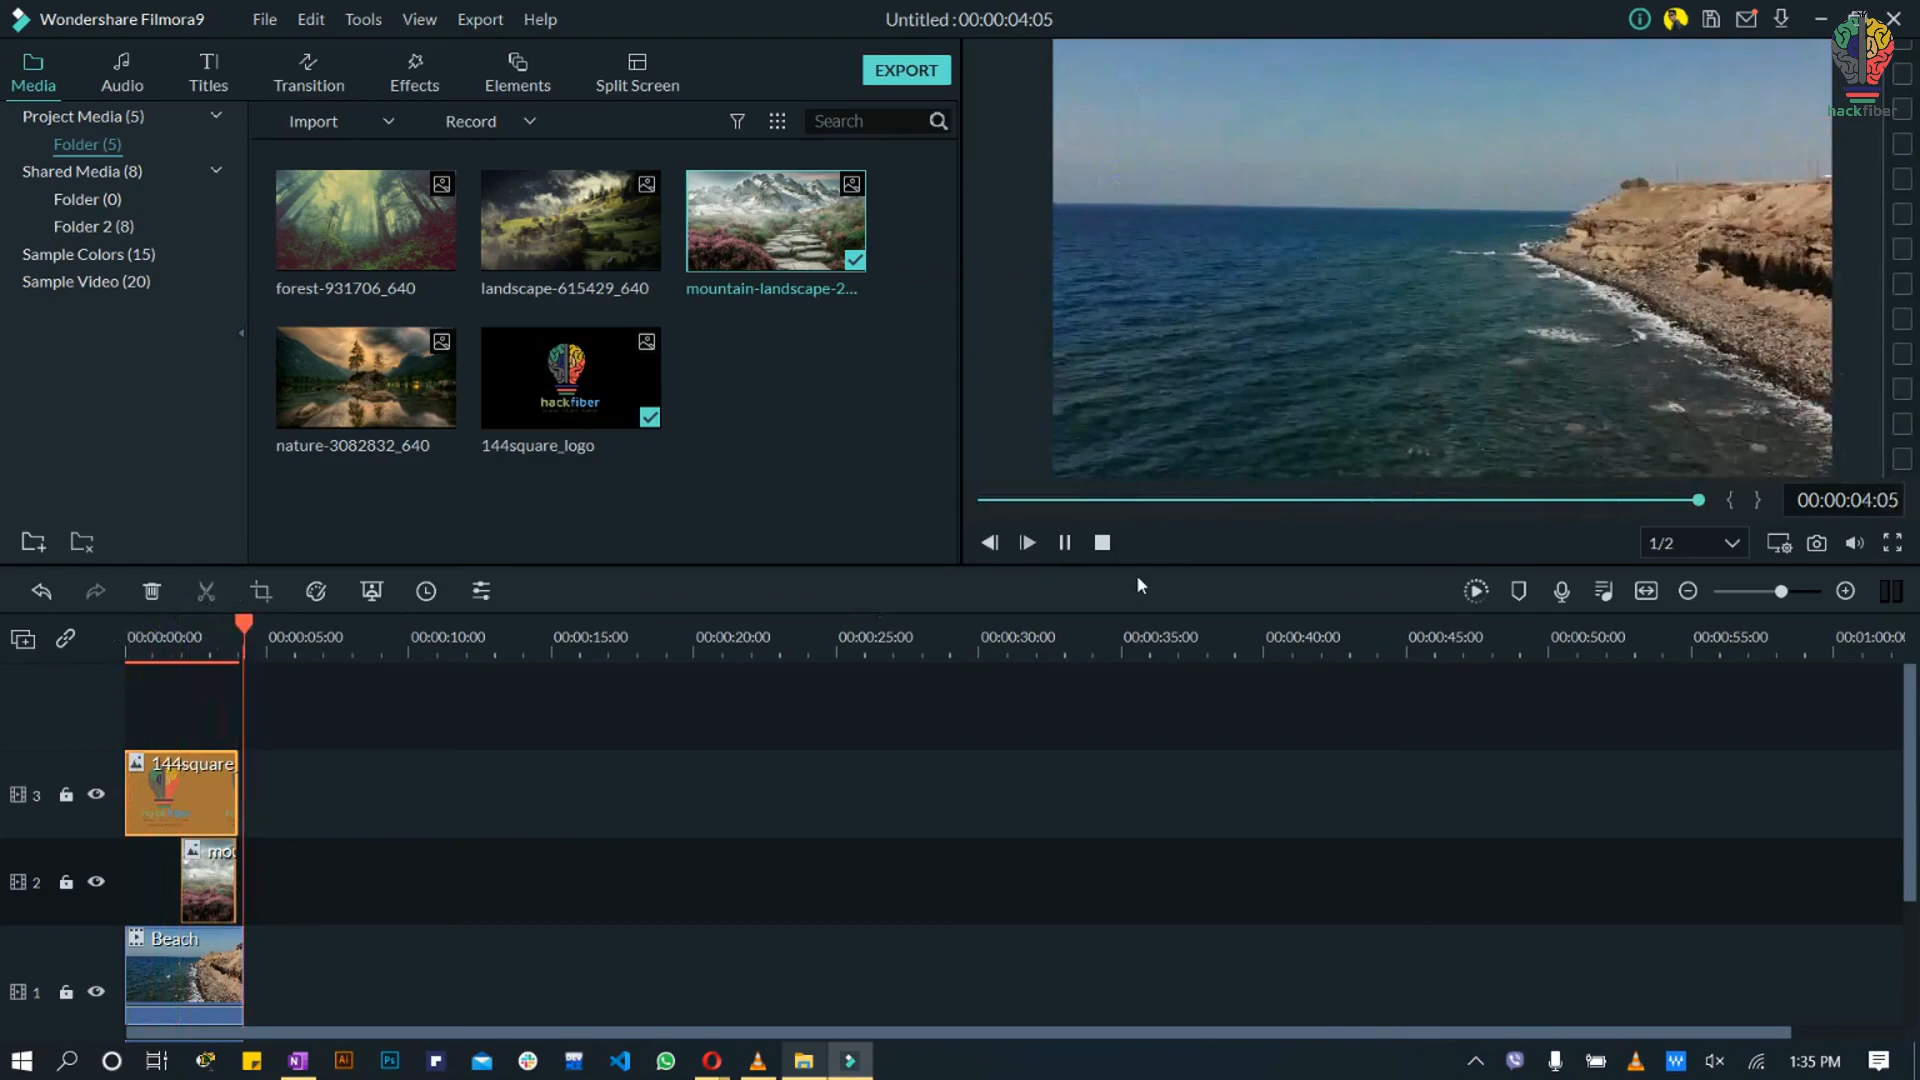 Wondershare Filmora9
File Edit Tools View Export Help
Untitled : 00:00:04:05
Media Audio Titles Transition Effects Elements Split Screen
EXPORT
hackfiber
Project Media (5)
Folder (5)
Shared Media (8)
Folder (0)
Folder 2 (8)
Sample Colors (15)
Sample Video (20)
Import Record Search
forest-931706_640 landscape-615429_640 mountain-landscape-2...
hackfiber
nature-3082832_640 144square_logo
00:00:04:05
1/2
00:00:00:00 00:00:05:00 00:00:10:00 00:00:15:00 00:00:20:00 00:00:25:00 00:00:30:00 00:00:35:00 00:00:40:00 00:00:45:00 00:00:50:00 00:00:55:00 00:01:00:0
144square
3
mou
2
Beach
1
1:35 PM